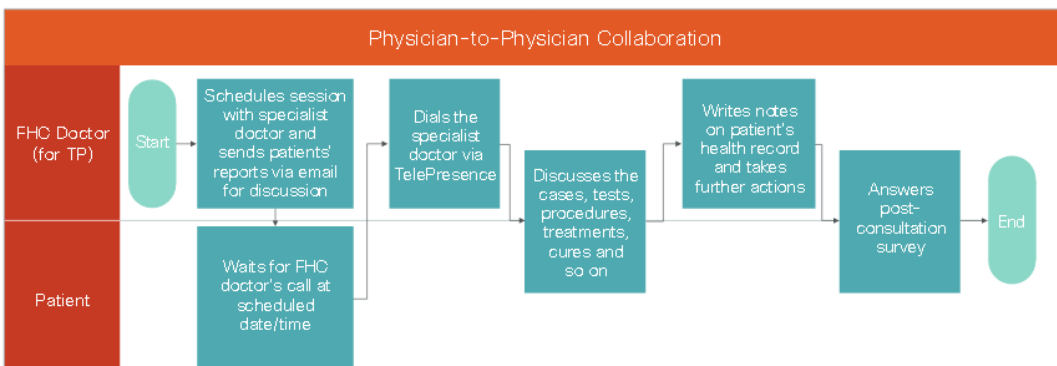 Physician-to-Physician Collaboration
FHC Doctor
(for TP)
Start
Schedules session
with specialist
doctor and
sends patients'
reports via email
for discussion
Dials the
specialist
doctor via
TelePresence
Discusses the
cases, tests,
procedures,
treatments,
cures and
so on
Writes notes
on patient's
health record
and takes
further actions
Answers
post-
consultation
survey
End
Patient
Waits for FHC
doctor's call at
scheduled
date/time